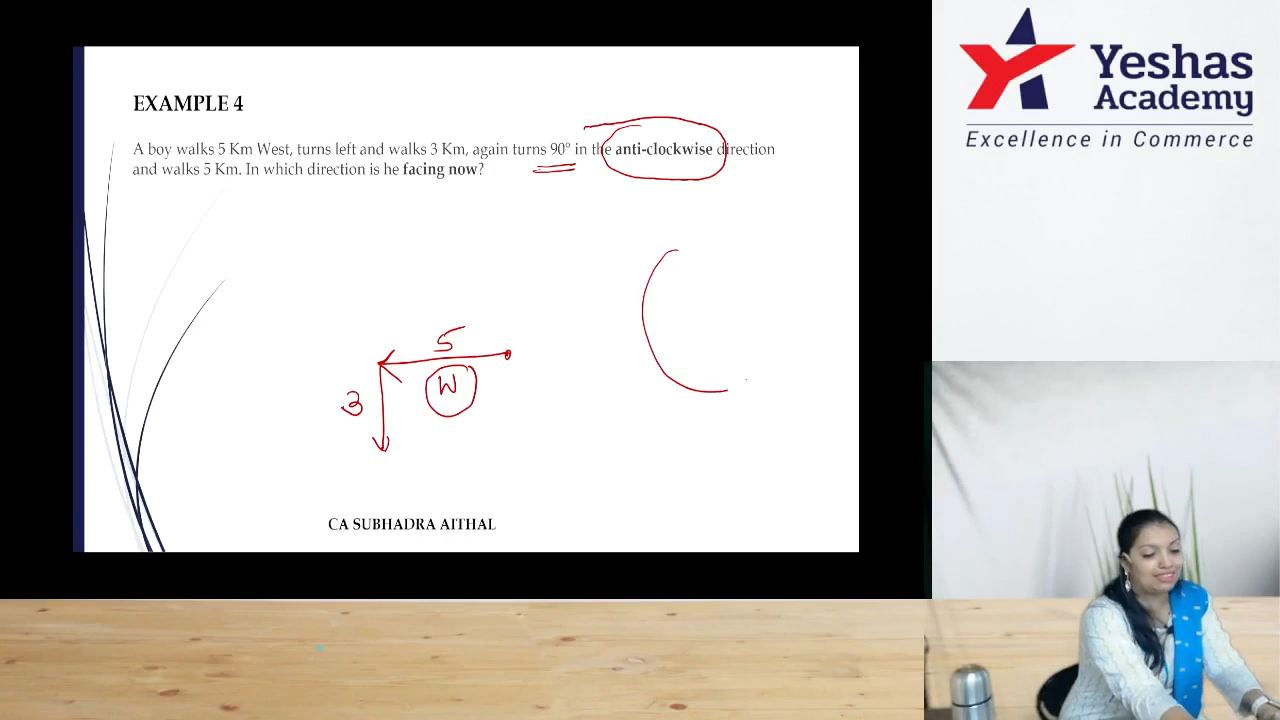 EXAMPLE 4
A boy walks 5 Km West, turns left and walks 3 Km, again turns 90° in the anti-clockwise direction
and walks 5 Km. In which direction is he facing now?
5
W
3
CA SUBHADRA AITHAL
Yeshas
Academy
Excellence in Commerce